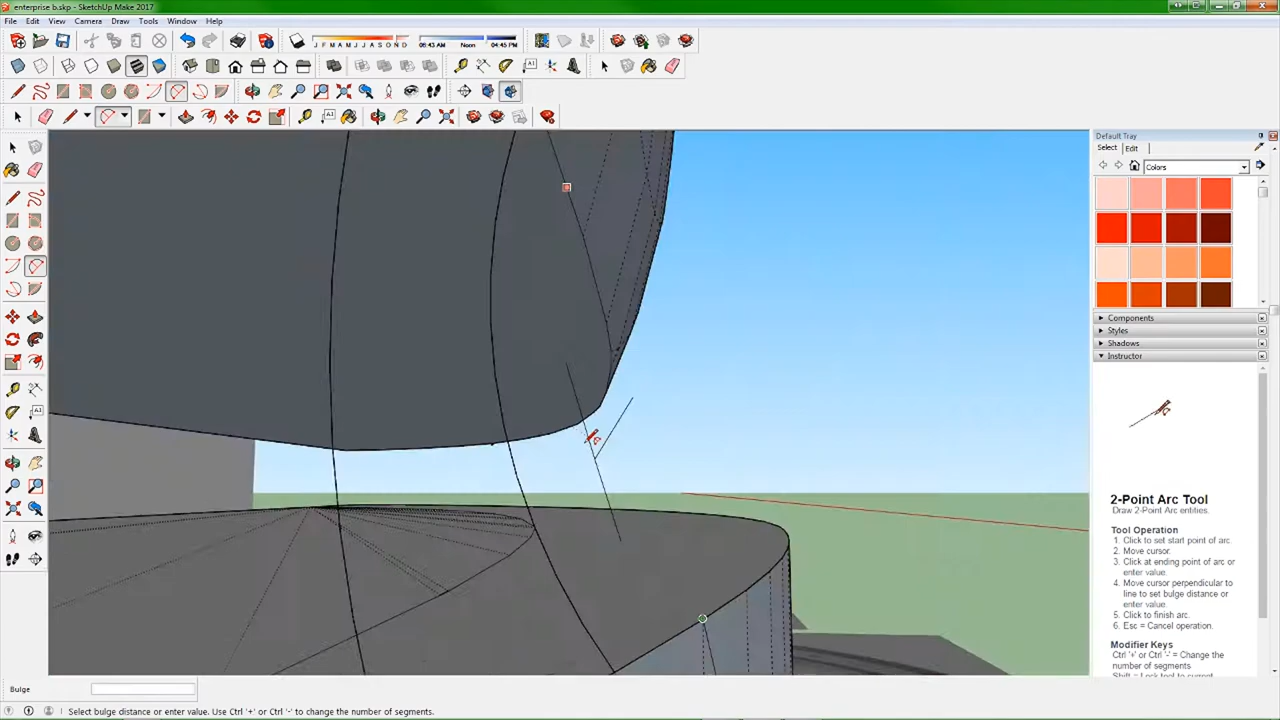 enterprise b.skp - SketchUp Make 2017
File Edit View Camera Draw Tools Window Help
J F M A M J J A S O N D 06:43 AM Noon 04:45 PM
Default Tray
Select Edit
Colors
Components
Styles
Shadows
Instructor
2-Point Arc Tool
Draw 2-Point Arc entities.
Tool Operation
1. Click to set start point of arc.
2. Move cursor.
3. Click at ending point of arc or
enter value.
4. Move cursor perpendicular to
line to set bulge distance or
enter value.
5. Click to finish arc.
6. Esc = Cancel operation.
Modifier Keys
Ctrl '+' or Ctrl '-' = Change the
number of segments
Bulge
Select bulge distance or enter value. Use Ctrl '+' or Ctrl '-' to change the number of segments.